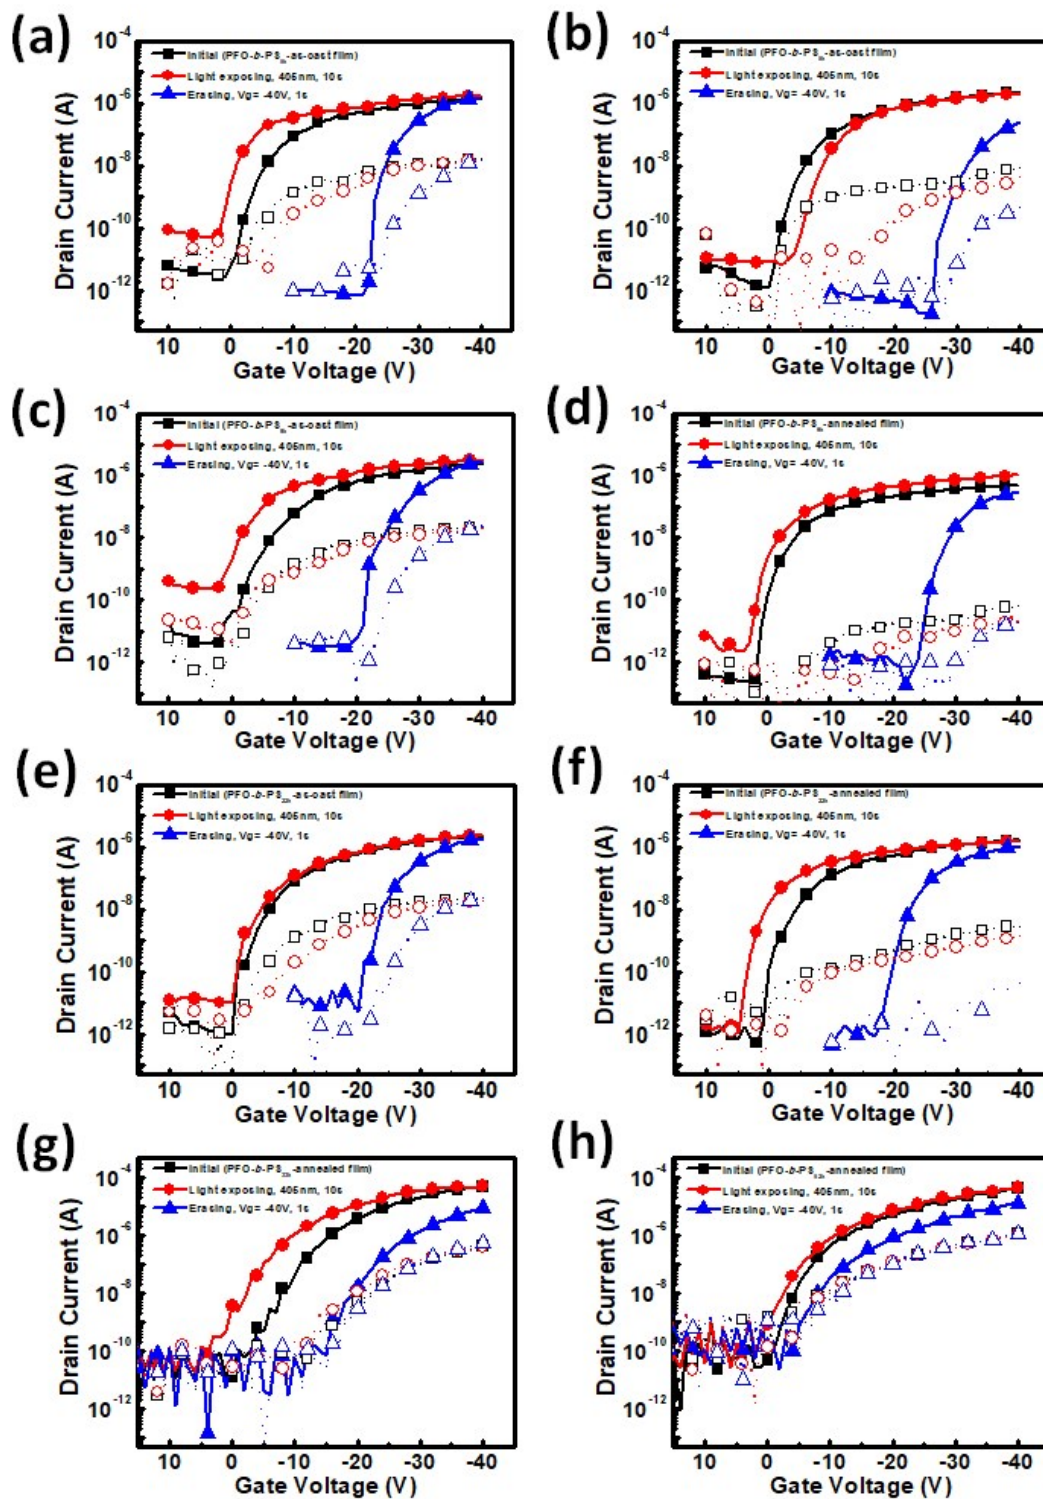 (a)
Drain Current (A)
10⁻⁴
10⁻⁶
10⁻⁸
10⁻¹⁰
10⁻¹²
Initial (PFO-b-PS -as-cast film)
Light exposing, 405nm, 10s
Erasing, Vg= -40V, 1s
10 0 -10 -20 -30 -40
Gate Voltage (V)
(b)
Drain Current (A)
10⁻⁴
10⁻⁶
10⁻⁸
10⁻¹⁰
10⁻¹²
Initial (PFO-b-PS -as-cast film)
Light exposing, 405nm, 10s
Erasing, Vg= -40V, 1s
10 0 -10 -20 -30 -40
Gate Voltage (V)
(c)
Drain Current (A)
10⁻⁴
10⁻⁶
10⁻⁸
10⁻¹⁰
10⁻¹²
Initial (PFO-b-PS -as-cast film)
Light exposing, 405nm, 10s
Erasing, Vg= -40V, 1s
10 0 -10 -20 -30 -40
Gate Voltage (V)
(d)
Drain Current (A)
10⁻⁴
10⁻⁶
10⁻⁸
10⁻¹⁰
10⁻¹²
Initial (PFO-b-PS -annealed film)
Light exposing, 405nm, 10s
Erasing, Vg= -40V, 1s
10 0 -10 -20 -30 -40
Gate Voltage (V)
(e)
Drain Current (A)
10⁻⁴
10⁻⁶
10⁻⁸
10⁻¹⁰
10⁻¹²
Initial (PFO-b-PS -as-cast film)
Light exposing, 405nm, 10s
Erasing, Vg= -40V, 1s
10 0 -10 -20 -30 -40
Gate Voltage (V)
(f)
Drain Current (A)
10⁻⁴
10⁻⁶
10⁻⁸
10⁻¹⁰
10⁻¹²
Initial (PFO-b-PS -annealed film)
Light exposing, 405nm, 10s
Erasing, Vg= -40V, 1s
10 0 -10 -20 -30 -40
Gate Voltage (V)
(g)
Drain Current (A)
10⁻⁴
10⁻⁶
10⁻⁸
10⁻¹⁰
10⁻¹²
Initial (PFO-b-PS -annealed film)
Light exposing, 405nm, 10s
Erasing, Vg= -40V, 1s
10 0 -10 -20 -30 -40
Gate Voltage (V)
(h)
Drain Current (A)
10⁻⁴
10⁻⁶
10⁻⁸
10⁻¹⁰
10⁻¹²
Initial (PFO-b-PS -annealed film)
Light exposing, 405nm, 10s
Erasing, Vg= -40V, 1s
10 0 -10 -20 -30 -40
Gate Voltage (V)